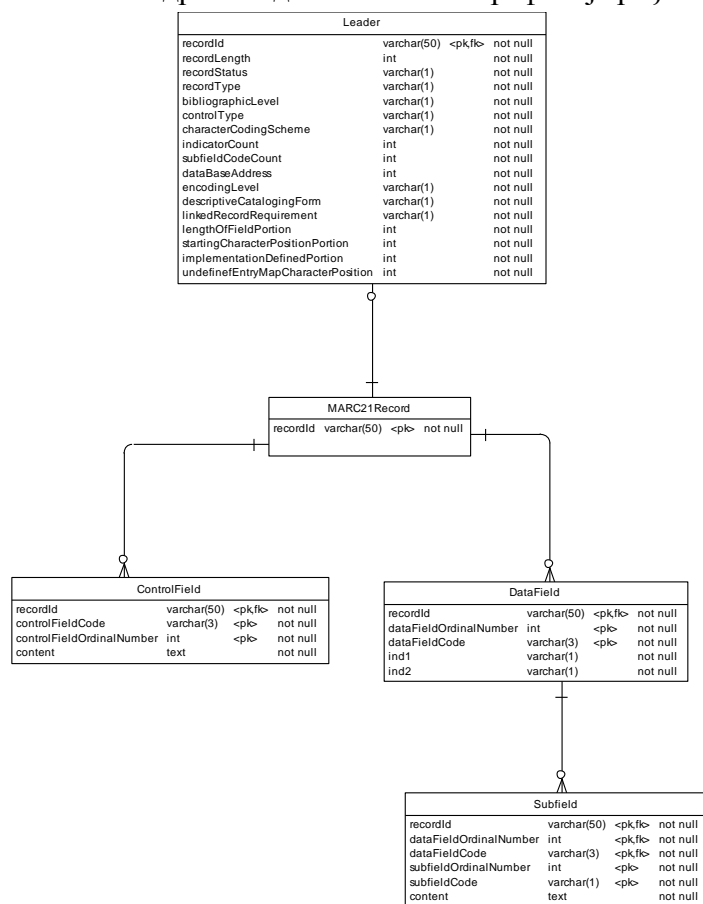 Leader
recordId varchar(50) <pk,fk> not null
recordLength int not null
recordStatus varchar(1) not null
recordType varchar(1) not null
bibliographicLevel varchar(1) not null
controlType varchar(1) not null
characterCodingScheme varchar(1) not null
indicatorCount int not null
subfieldCodeCount int not null
dataBaseAddress int not null
encodingLevel varchar(1) not null
descriptiveCatalogingForm varchar(1) not null
linkedRecordRequirement varchar(1) not null
lengthOfFieldPortion int not null
startingCharacterPositionPortion int not null
implementationDefinedPortion int not null
undefinefEntryMapCharacterPosition int not null
MARC21Record
recordId varchar(50) <pk> not null
ControlField
recordId varchar(50) <pk,fk> not null
controlFieldCode varchar(3) <pk> not null
controlFieldOrdinalNumber int <pk> not null
content text not null
DataField
recordId varchar(50) <pk,fk> not null
dataFieldOrdinalNumber int <pk> not null
dataFieldCode varchar(3) <pk> not null
ind1 varchar(1) not null
ind2 varchar(1) not null
Subfield
recordId varchar(50) <pk,fk> not null
dataFieldOrdinalNumber int <pk,fk> not null
dataFieldCode varchar(3) <pk,fk> not null
subfieldOrdinalNumber int <pk> not null
subfieldCode varchar(1) <pk> not null
content text not null